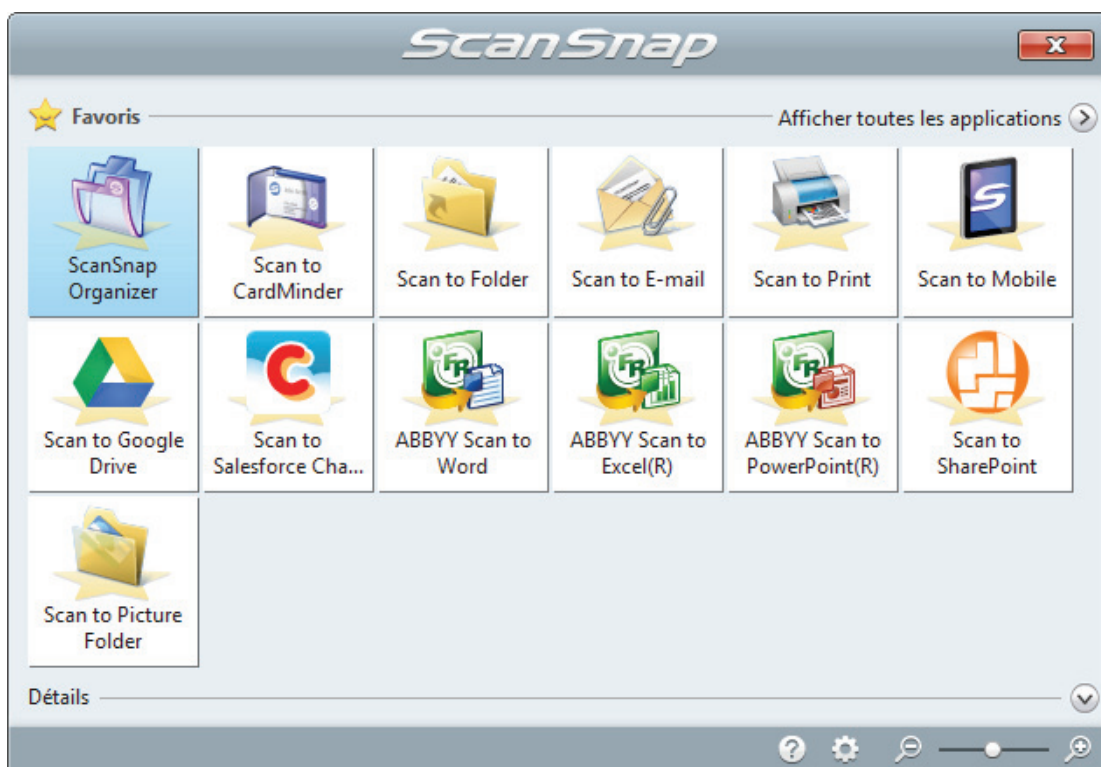 ScanSnap
Favoris
Afficher toutes les applications
ScanSnap
Organizer
Scan to
CardMinder
Scan to Folder
Scan to E-mail
Scan to Print
Scan to Mobile
Scan to Google
Drive
Scan to
Salesforce Cha...
ABBYY Scan to
Word
ABBYY Scan to
Excel(R)
ABBYY Scan to
PowerPoint(R)
Scan to
SharePoint
Scan to Picture
Folder
Détails